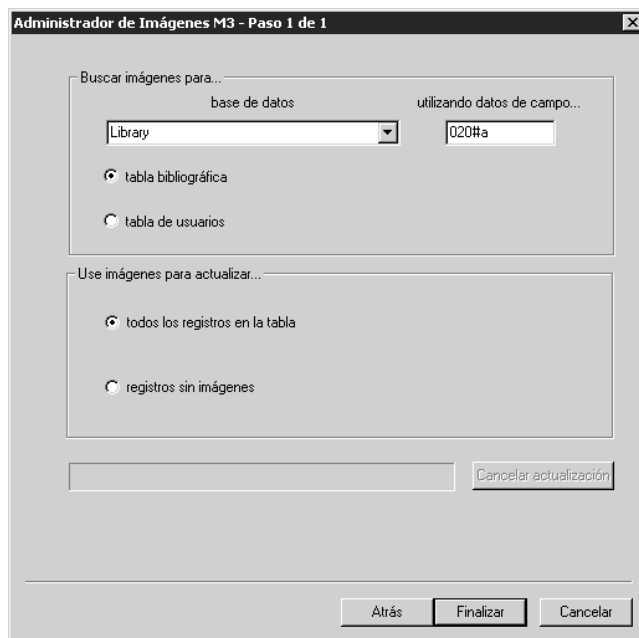 Administrador de Imágenes M3 - Paso 1 de 1
Buscar imágenes para...
base de datos utilizando datos de campo...
Library 020#a
tabla bibliográfica
tabla de usuarios
Use imágenes para actualizar...
todos los registros en la tabla
registros sin imágenes
Cancelar actualización
Atrás Finalizar Cancelar